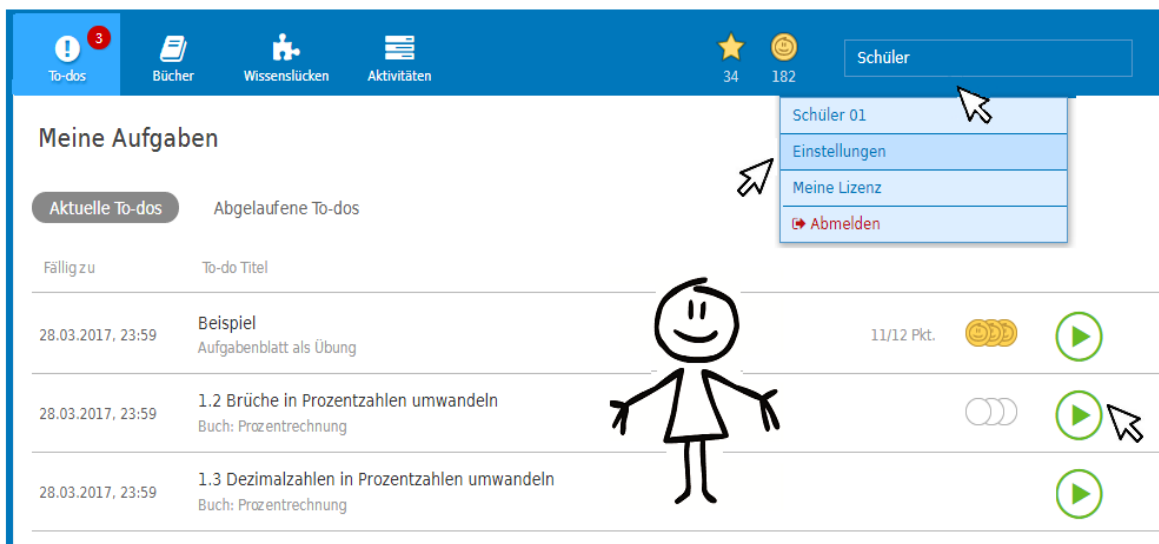 3
To-dos
Bücher
Wissenslücken
Aktivitäten
34
182
Schüler
Schüler 01
Einstellungen
Meine Lizenz
Abmelden
Meine Aufgaben
Aktuelle To-dos
Abgelaufene To-dos
Fällig zu
To-do Titel
28.03.2017, 23:59
Beispiel
Aufgabenblatt als Übung
11/12 Pkt.
28.03.2017, 23:59
1.2 Brüche in Prozentzahlen umwandeln
Buch: Prozentrechnung
28.03.2017, 23:59
1.3 Dezimalzahlen in Prozentzahlen umwandeln
Buch: Prozentrechnung